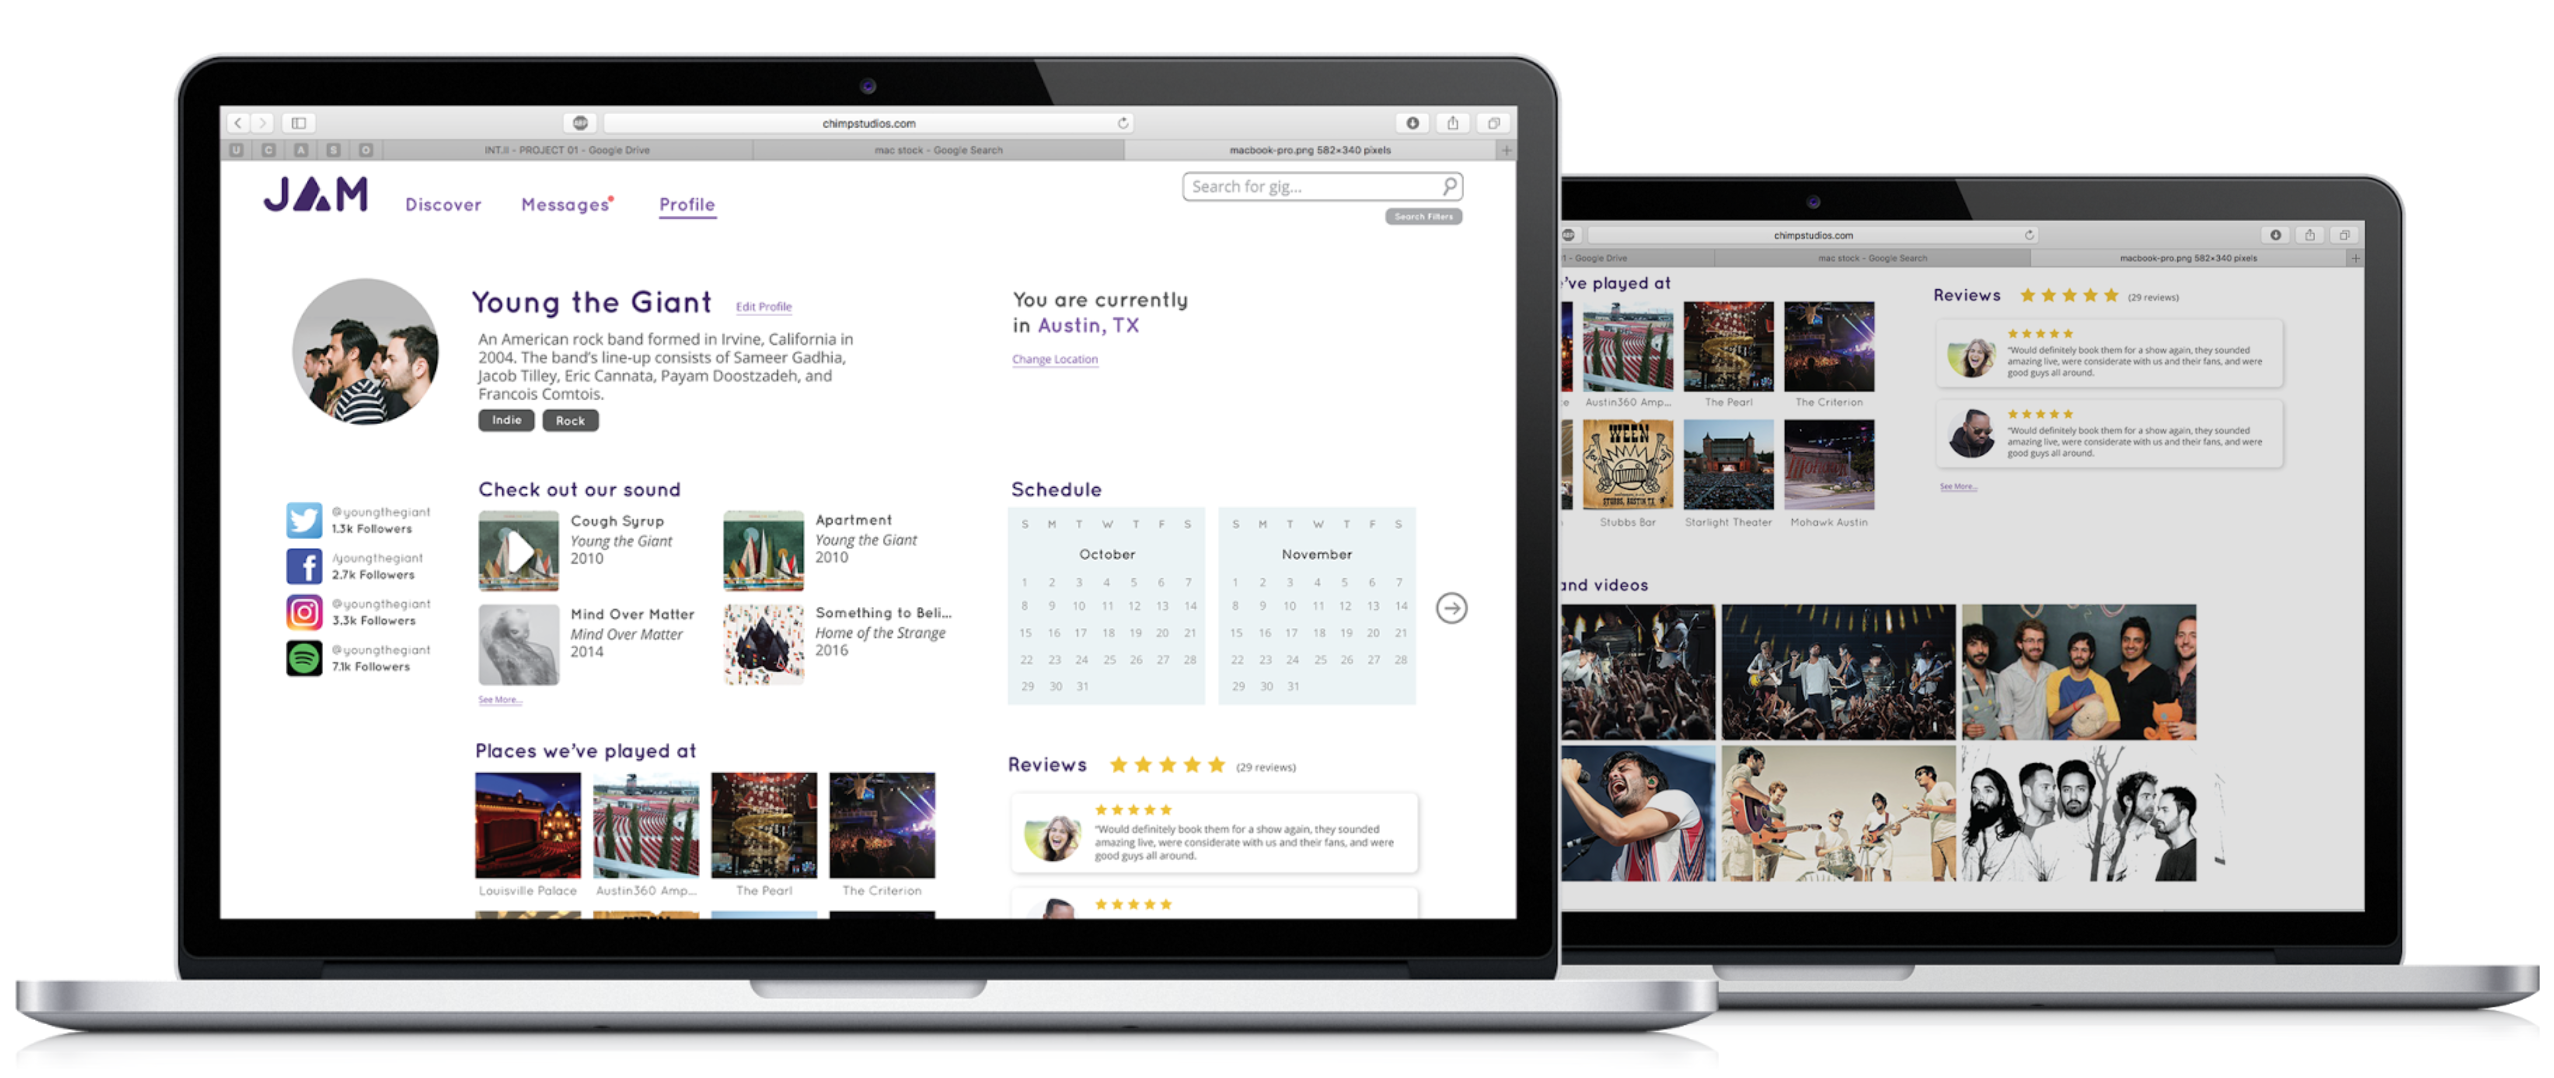 chimpstudios.com
U C A S O
INT.II - PROJECT 01 - Google Drive
mac stock - Google Search
macbook-pro.png 582×340 pixels
JAM
Discover
Messages
Profile
Search for gig...
Search Filters
Young the Giant
Edit Profile
An American rock band formed in Irvine, California in
2004. The band's line-up consists of Sameer Gadhia,
Jacob Tilley, Eric Cannata, Payam Doostzadeh, and
Francois Comtois.
Indie
Rock
You are currently
in Austin, TX
Change Location
@youngthegiant
1.3k Followers
/youngthegiant
2.7k Followers
@youngthegiant
3.3k Followers
@youngthegiant
7.1k Followers
Check out our sound
Cough Syrup
Young the Giant
2010
Apartment
Young the Giant
2010
Mind Over Matter
Mind Over Matter
2014
Something to Beli...
Home of the Strange
2016
See More...
Schedule
S M T W T F S
October
1 2 3 4 5 6 7
8 9 10 11 12 13 14
15 16 17 18 19 20 21
22 23 24 25 26 27 28
29 30 31
S M T W T F S
November
1 2 3 4 5 6 7
8 9 10 11 12 13 14
15 16 17 18 19 20 21
22 23 24 25 26 27 28
29 30 31
Places we've played at
Louisville Palace
Austin360 Amp...
The Pearl
The Criterion
Reviews
(29 reviews)
"Would definitely book them for a show again, they sounded
amazing live, were considerate with us and their fans, and were
good guys all around.
chimpstudios.com
1 - Google Drive
mac stock - Google Search
macbook-pro.png 582×340 pixels
've played at
Austin360 Amp...
The Pearl
The Criterion
WEEN
STUBBS, AUSTIN TX
Mohawk
Stubbs Bar
Starlight Theater
Mohawk Austin
Reviews
(29 reviews)
"Would definitely book them for a show again, they sounded
amazing live, were considerate with us and their fans, and were
good guys all around.
"Would definitely book them for a show again, they sounded
amazing live, were considerate with us and their fans, and were
good guys all around.
See More...
and videos